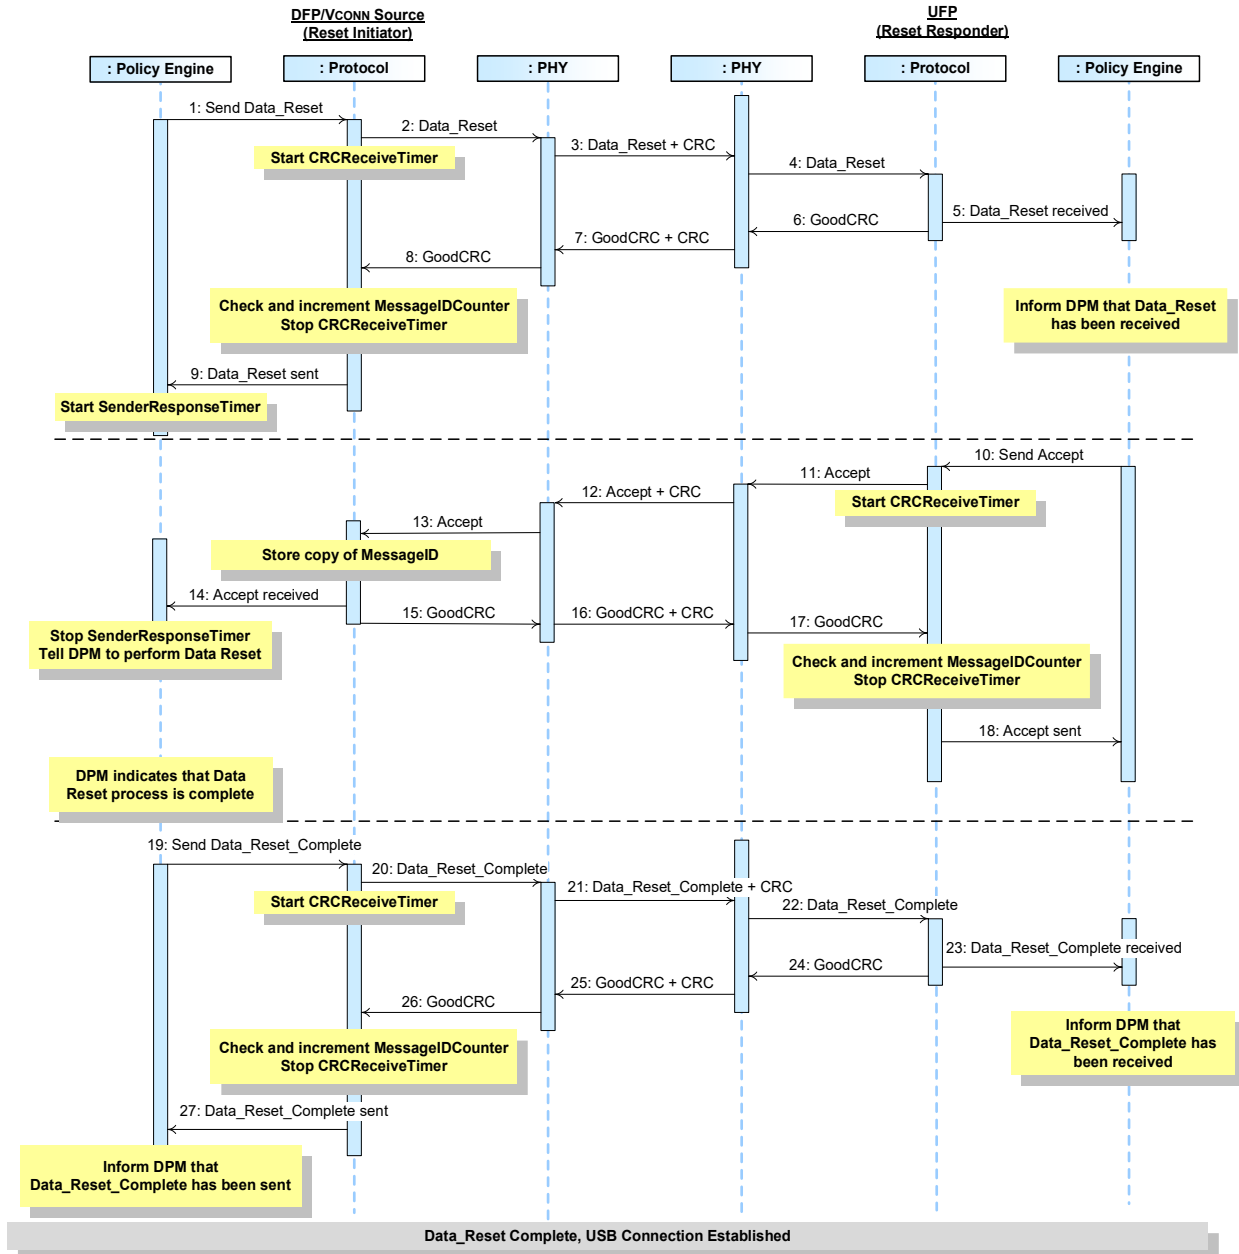 DFP/VCONN Source
(Reset Initiator)
UFP
(Reset Responder)
: Policy Engine
: Protocol
: PHY
: PHY
: Protocol
: Policy Engine
1: Send Data_Reset
2: Data_Reset
Start CRCReceiveTimer
3: Data_Reset + CRC
4: Data_Reset
5: Data_Reset received
6: GoodCRC
7: GoodCRC + CRC
8: GoodCRC
Check and increment MessageIDCounter
Stop CRCReceiveTimer
Inform DPM that Data_Reset
has been received
9: Data_Reset sent
Start SenderResponseTimer
10: Send Accept
11: Accept
Start CRCReceiveTimer
12: Accept + CRC
13: Accept
Store copy of MessageID
14: Accept received
15: GoodCRC
16: GoodCRC + CRC
17: GoodCRC
Stop SenderResponseTimer
Tell DPM to perform Data Reset
Check and increment MessageIDCounter
Stop CRCReceiveTimer
18: Accept sent
DPM indicates that Data
Reset process is complete
19: Send Data_Reset_Complete
20: Data_Reset_Complete
Start CRCReceiveTimer
21: Data_Reset_Complete + CRC
22: Data_Reset_Complete
23: Data_Reset_Complete received
24: GoodCRC
25: GoodCRC + CRC
26: GoodCRC
Check and increment MessageIDCounter
Stop CRCReceiveTimer
Inform DPM that
Data_Reset_Complete has
been received
27: Data_Reset_Complete sent
Inform DPM that
Data_Reset_Complete has been sent
Data_Reset Complete, USB Connection Established